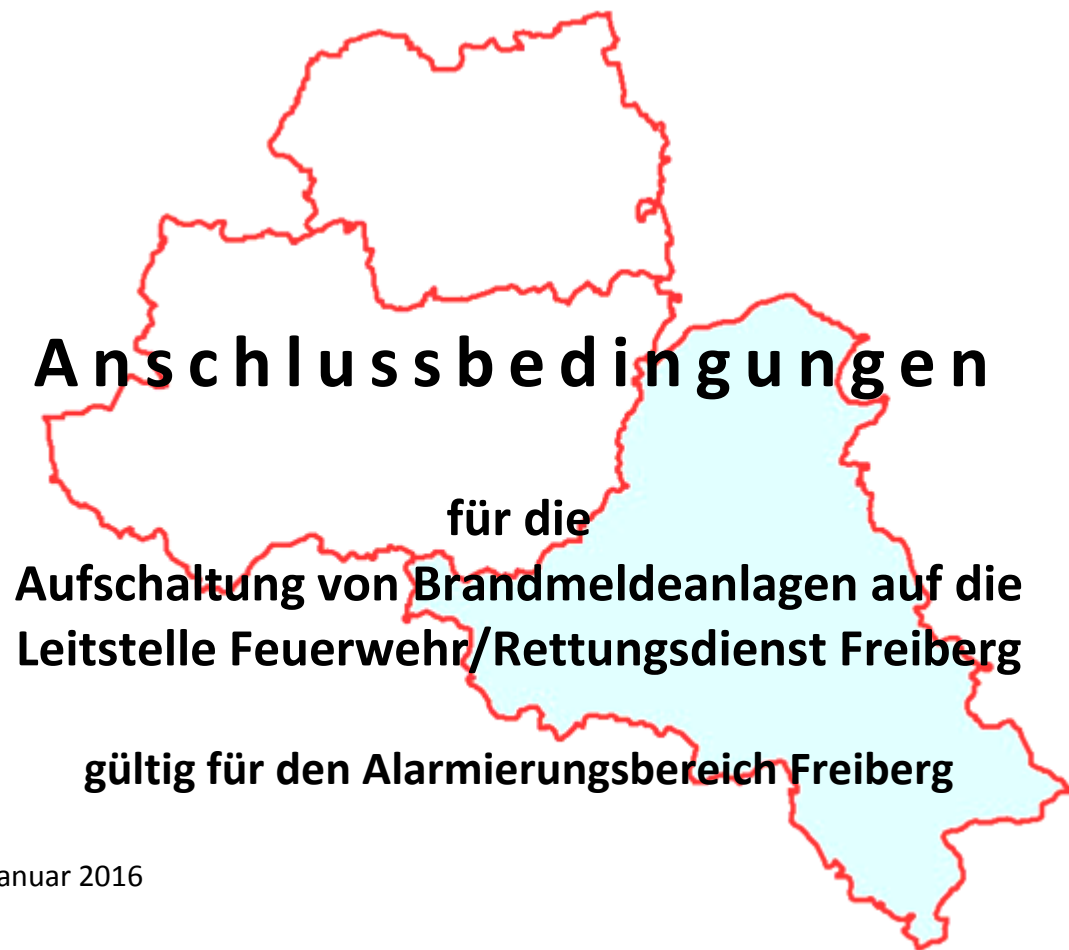 Anschlussbedingungen
für die
Aufschaltung von Brandmeldeanlagen auf die
Leitstelle Feuerwehr/Rettungsdienst Freiberg
gültig für den Alarmierungsbereich Freiberg
anuar 2016